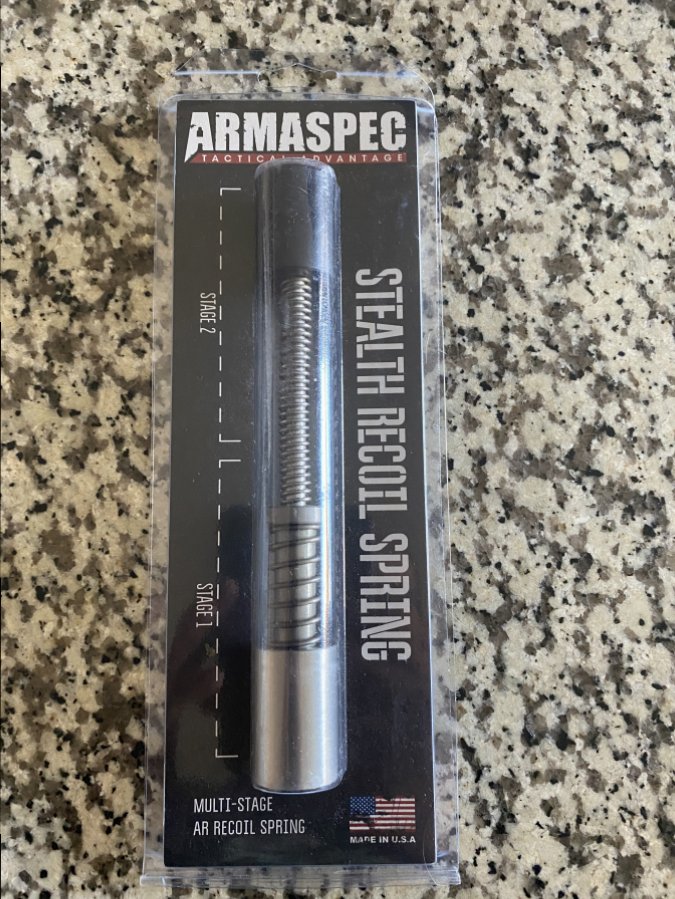 ARMASPEC
TACTICAL ADVANTAGE
STAGE 2
STAGE 1
STEALTH RECOIL SPRING
MULTI-STAGE
AR RECOIL SPRING
MADE IN U.S.A